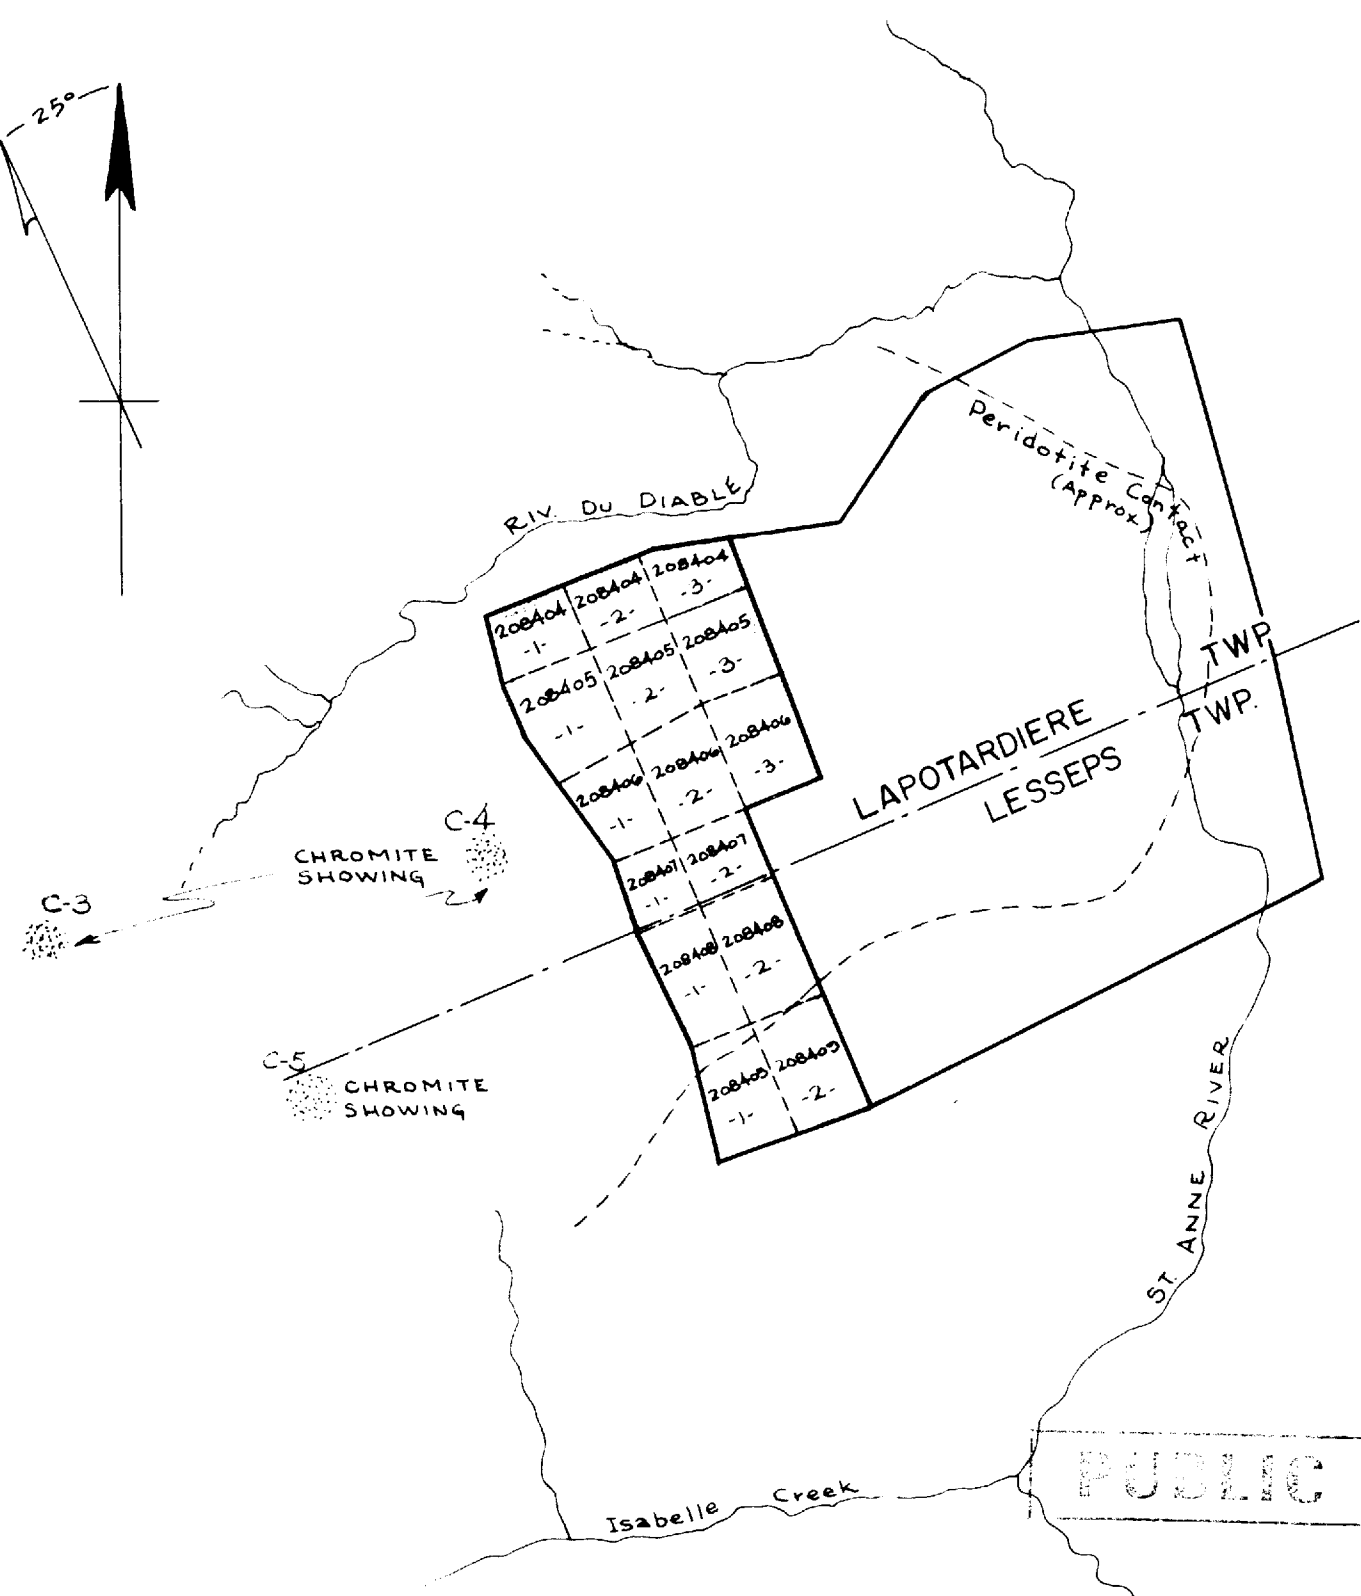 25°
RIV. DU DIABLE
Peridotite Contact
(Approx)
208404
-1-
208404
-2-
208404
-3-
208405
-1-
208405
-2-
208405
-3-
208406
-1-
208406
-2-
208406
-3-
208407
-1-
208407
-2-
208408
-1-
208408
-2-
208409
-1-
208409
-2-
LAPOTARDIERE TWP
LESSEPS TWP.
C-4
CHROMITE
SHOWING
C-3
C-5
CHROMITE
SHOWING
ST. ANNE RIVER
Isabelle Creek
PUBLIC